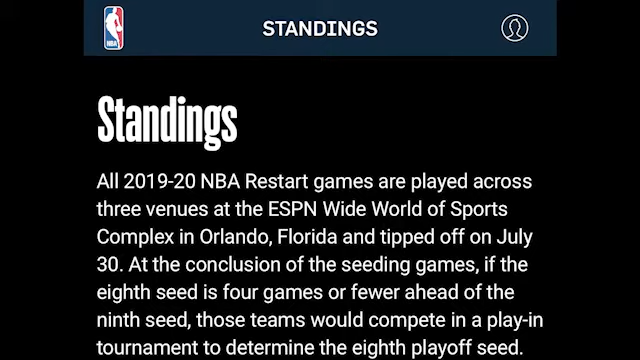 NBA
STANDINGS
Standings
All 2019-20 NBA Restart games are played across
three venues at the ESPN Wide World of Sports
Complex in Orlando, Florida and tipped off on July
30. At the conclusion of the seeding games, if the
eighth seed is four games or fewer ahead of the
ninth seed, those teams would compete in a play-in
tournament to determine the eighth playoff seed.